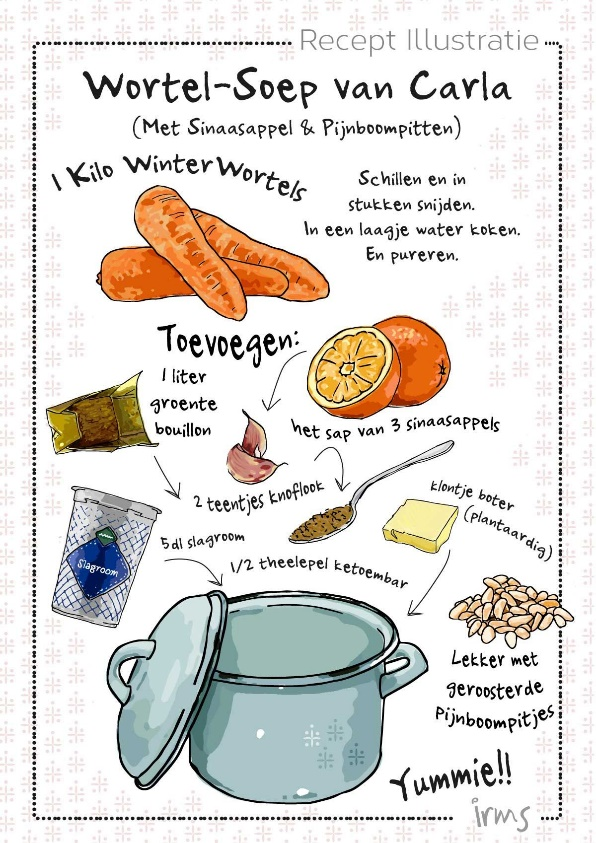 Recept Illustratie
Wortel-Soep van Carla
(Met Sinaasappel & Pijnboompitten)
1 Kilo WinterWortels
Schillen en in
stukken snijden.
In een laagje water koken.
En pureren.
Toevoegen:
1 liter
groente
bouillon
het sap van 3 sinaasappels
2 teentjes knoflook
klontje boter
(plantaardig)
5dl slagroom
Slagroom
1/2 theelepel ketoembar
Lekker met
geroosterde
Pijnboompitjes
Yummie!!
irms